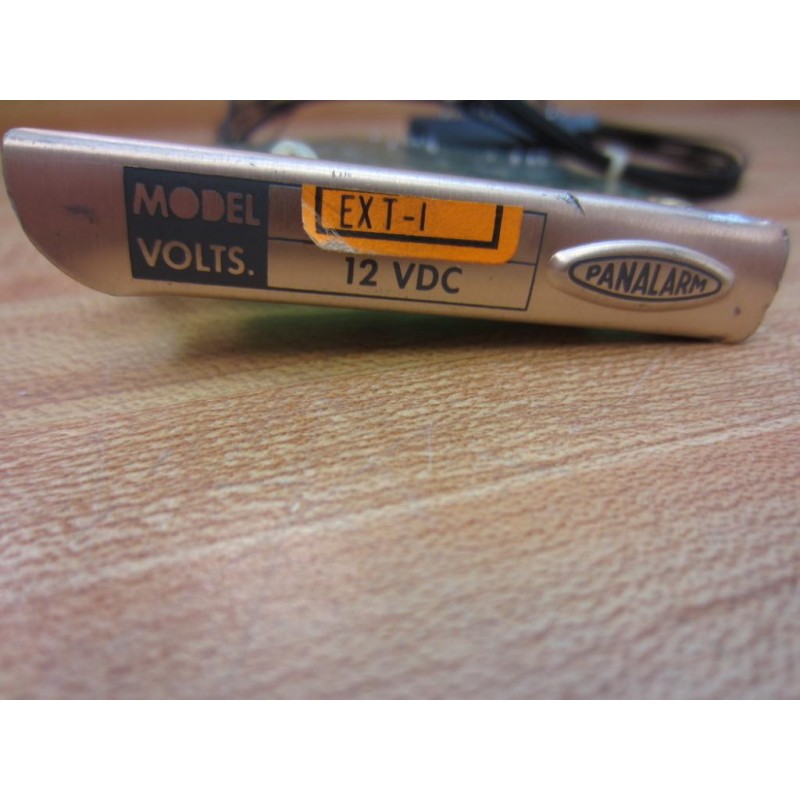 MODEL EXT-1
VOLTS. 12 VDC
PANALARM